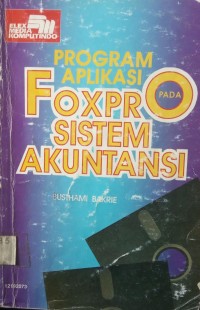 ELEX
MEDIA
KOMPUTINDO
PROGRAM
APLIKASI
FOXPRO
PADA
SISTEM
AKUNTANSI
BUSTHAMI BAKRIE